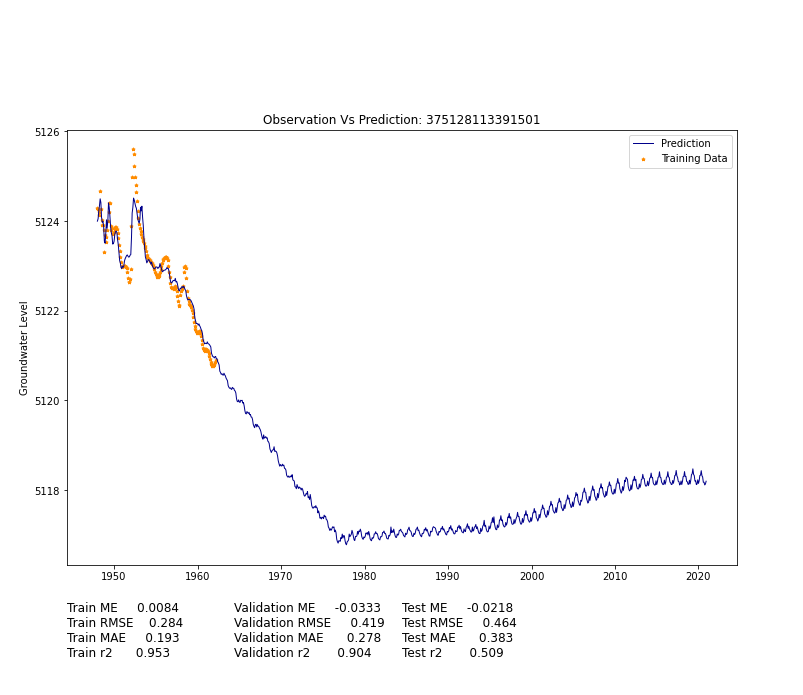 Observation Vs Prediction: 375128113391501
5126
5124
5122
5120
5118
Groundwater Level
Prediction
Training Data
1950 1960 1970 1980 1990 2000 2010 2020
Train ME 0.0084 Validation ME -0.0333 Test ME -0.0218
Train RMSE 0.284 Validation RMSE 0.419 Test RMSE 0.464
Train MAE 0.193 Validation MAE 0.278 Test MAE 0.383
Train r2 0.953 Validation r2 0.904 Test r2 0.509